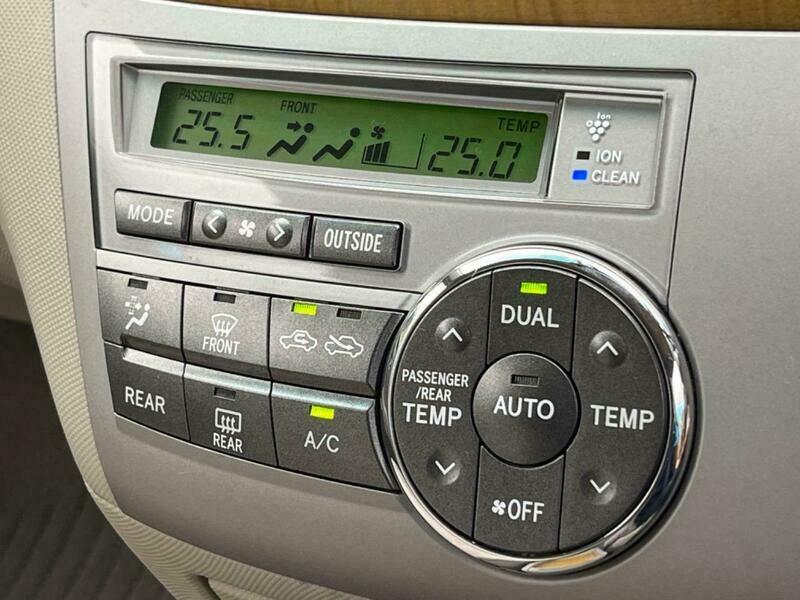 PASSENGER
25.5
FRONT
TEMP
25.0
Ion
ION
CLEAN
MODE
OUTSIDE
FRONT
REAR
REAR
A/C
DUAL
PASSENGER
/REAR
TEMP
AUTO
TEMP
OFF